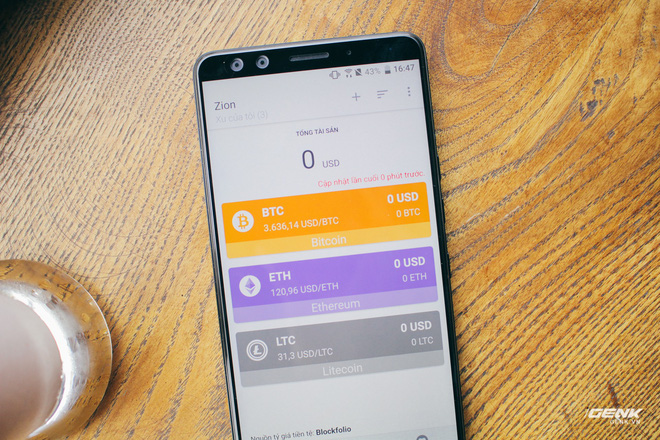 43% 16:47
Zion
Xu của tôi (3)
TỔNG TÀI SẢN
0 USD
Cập nhật lần cuối 0 phút trước
BTC 0 USD
3.636,14 USD/BTC 0 BTC
Bitcoin
ETH 0 USD
120,96 USD/ETH 0 ETH
Ethereum
LTC 0 USD
31,3 USD/LTC 0 LTC
Litecoin
Nguồn tỷ giá tiền tệ: Blockfolio
GENK
GENK.VN